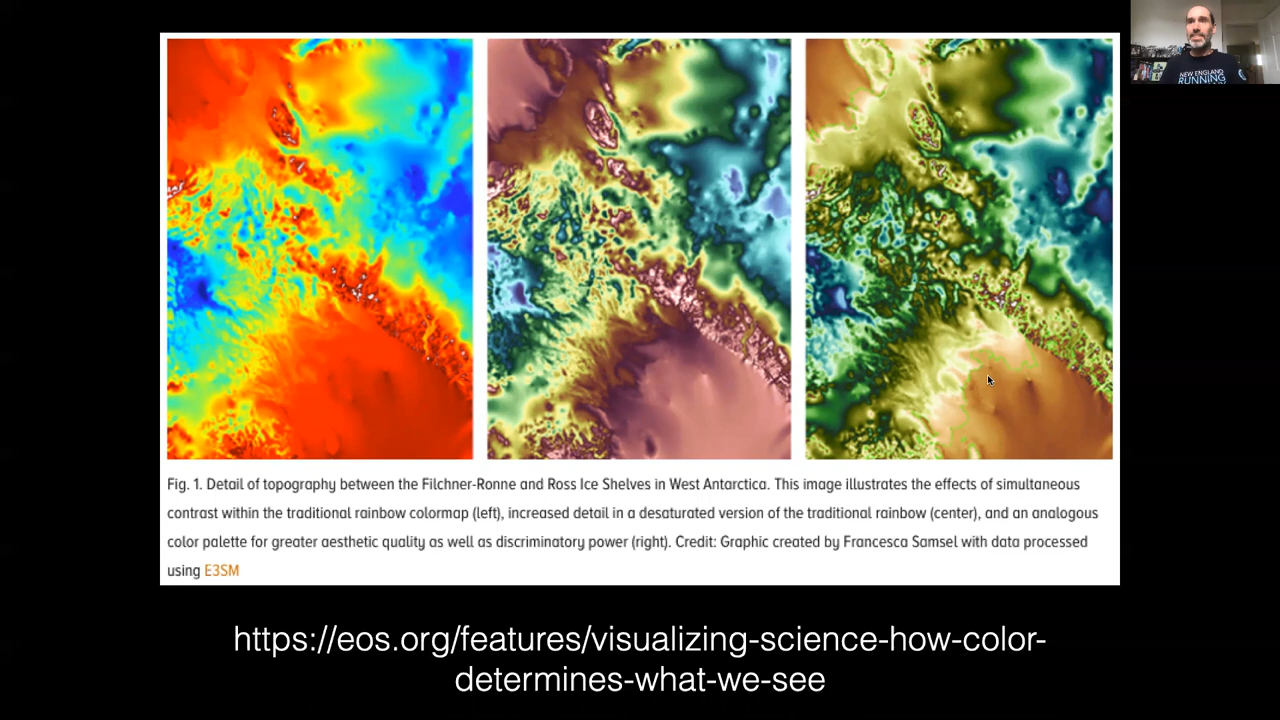 NEW ENGLAND
RUNNING
Fig. 1. Detail of topography between the Filchner-Ronne and Ross Ice Shelves in West Antarctica. This image illustrates the effects of simultaneous
contrast within the traditional rainbow colormap (left), increased detail in a desaturated version of the traditional rainbow (center), and an analogous
color palette for greater aesthetic quality as well as discriminatory power (right). Credit: Graphic created by Francesca Samsel with data processed
using E3SM
https://eos.org/features/visualizing-science-how-color-
determines-what-we-see